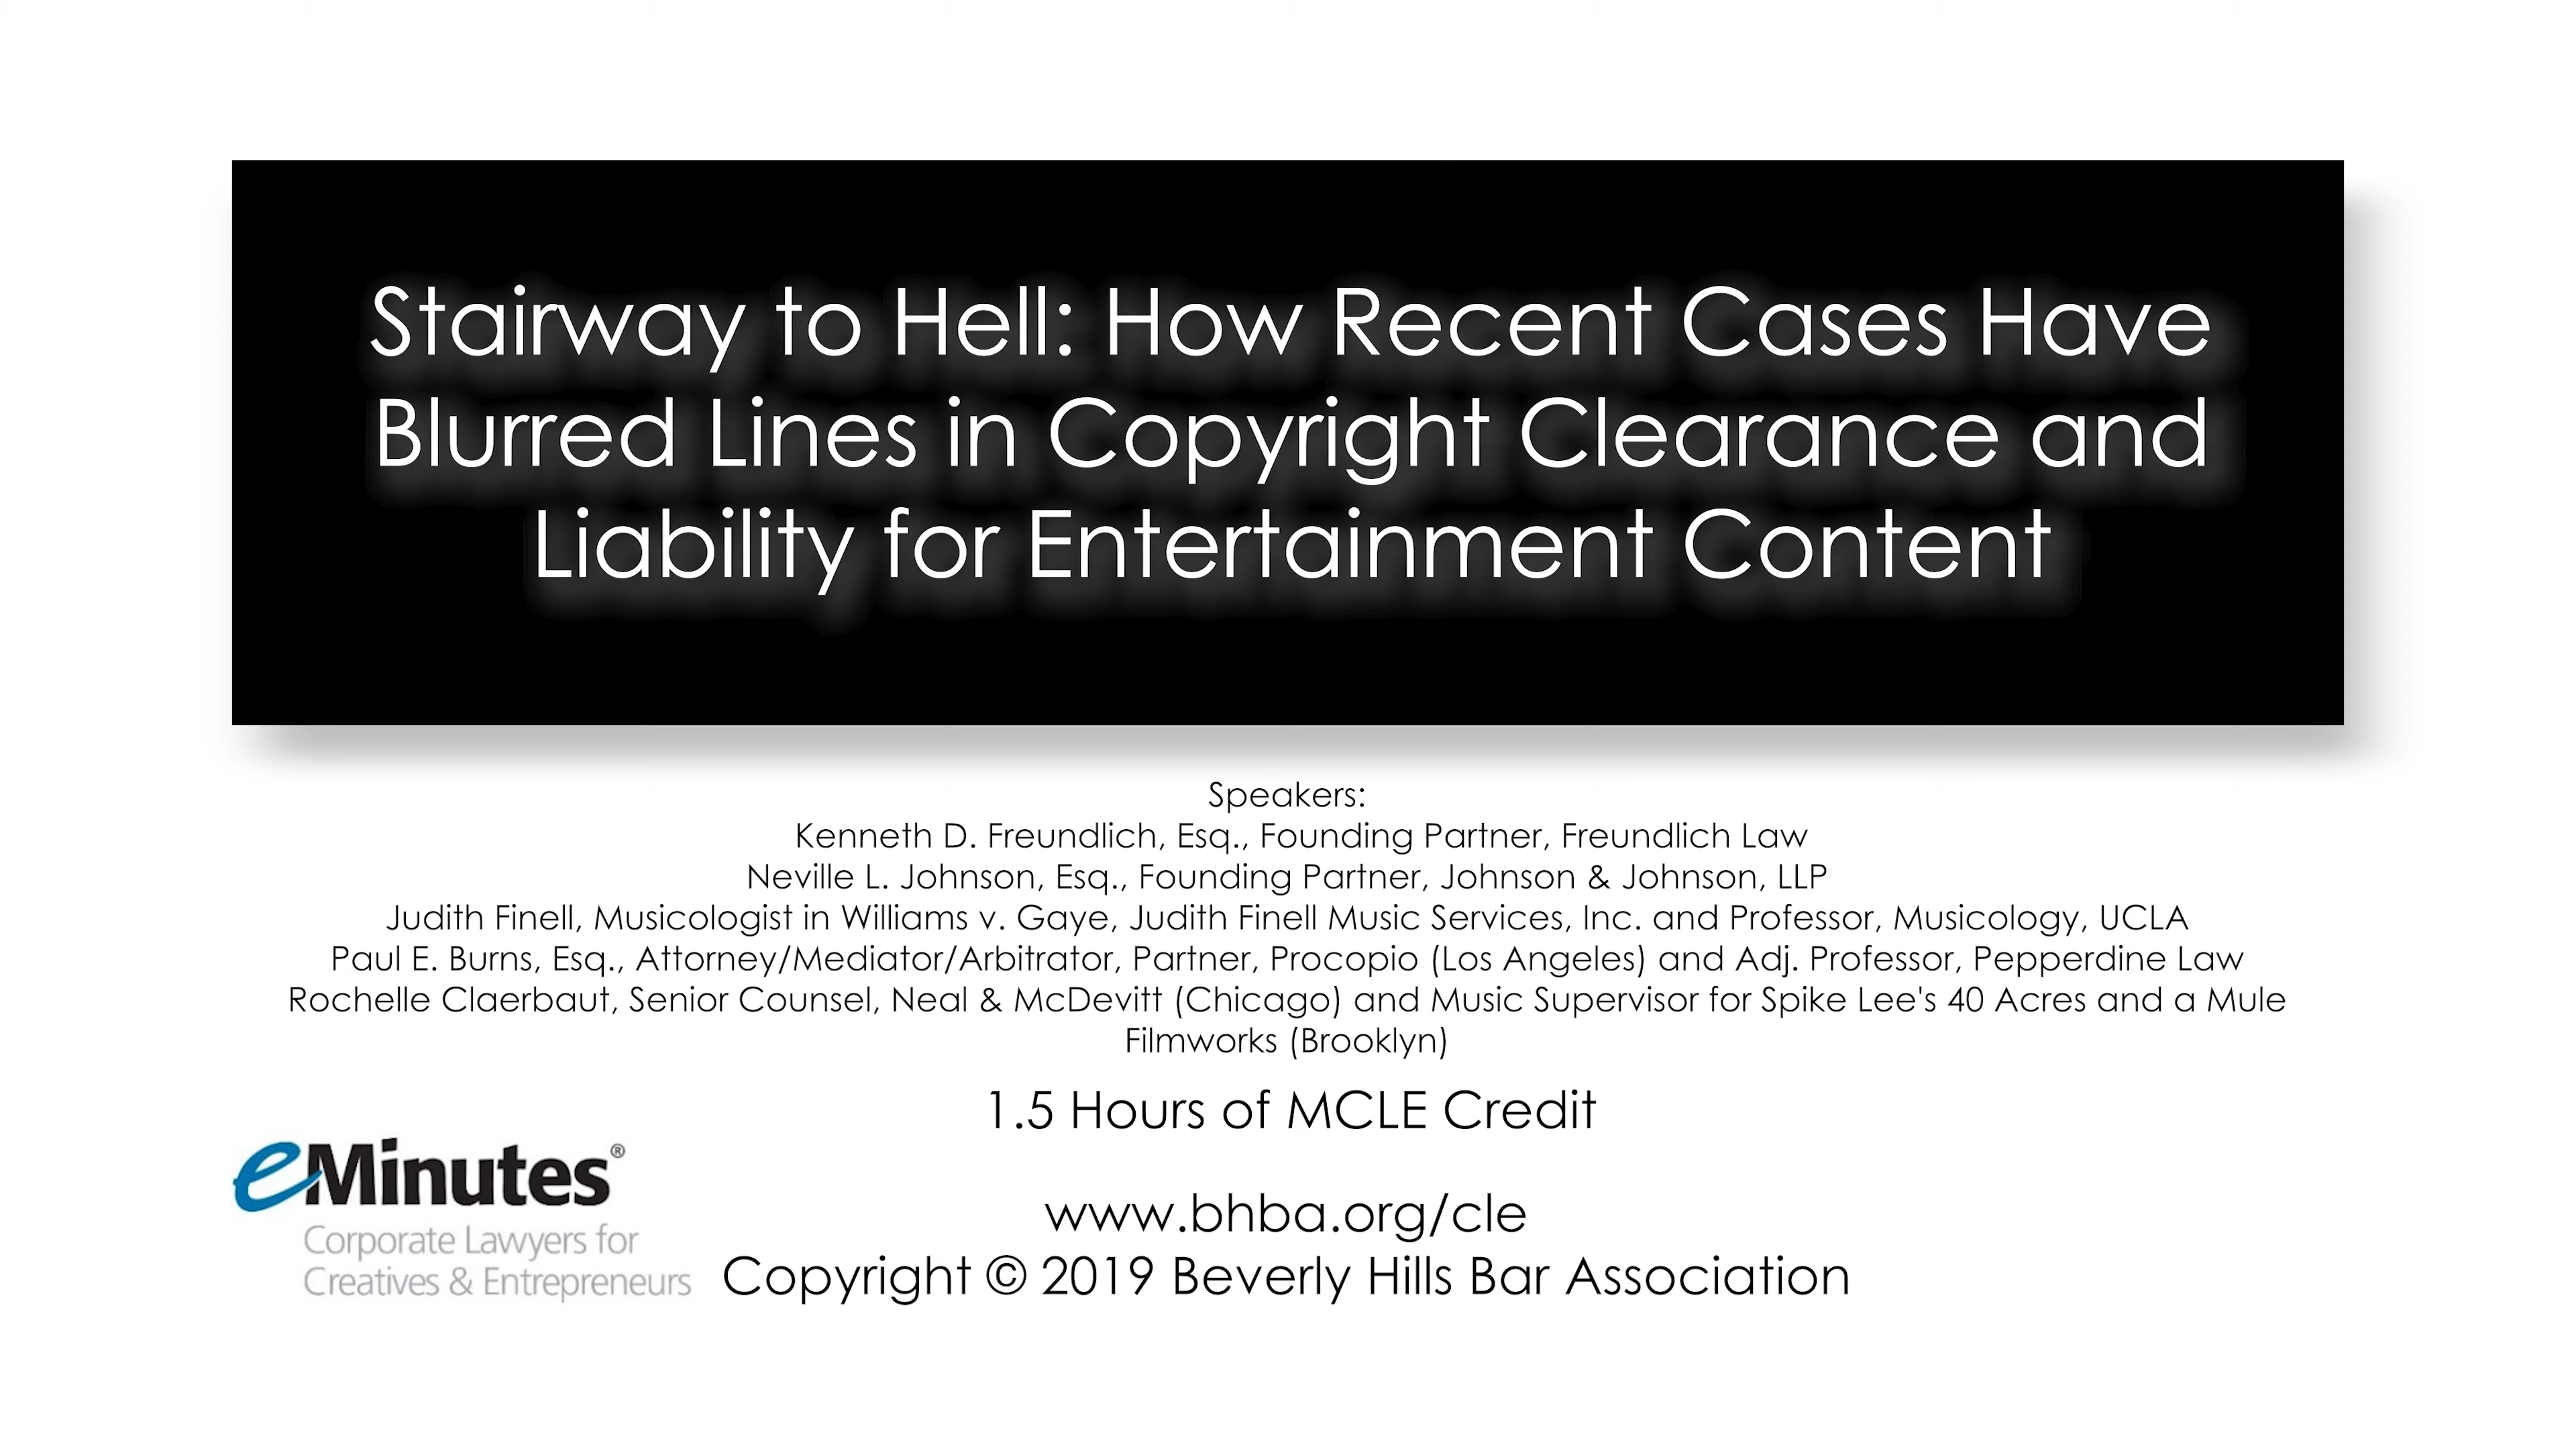 Stairway to Hell: How Recent Cases Have
Blurred Lines in Copyright Clearance and
Liability for Entertainment Content
Speakers:
Kenneth D. Freundlich, Esq., Founding Partner, Freundlich Law
Neville L. Johnson, Esq., Founding Partner, Johnson & Johnson, LLP
Judith Finell, Musicologist in Williams v. Gaye, Judith Finell Music Services, Inc. and Professor, Musicology, UCLA
Paul E. Burns, Esq., Attorney/Mediator/Arbitrator, Partner, Procopio (Los Angeles) and Adj. Professor, Pepperdine Law
Rochelle Claerbaut, Senior Counsel, Neal & McDevitt (Chicago) and Music Supervisor for Spike Lee's 40 Acres and a Mule
Filmworks (Brooklyn)
1.5 Hours of MCLE Credit
eMinutes®
Corporate Lawyers for
Creatives & Entrepreneurs
www.bhba.org/cle
Copyright © 2019 Beverly Hills Bar Association